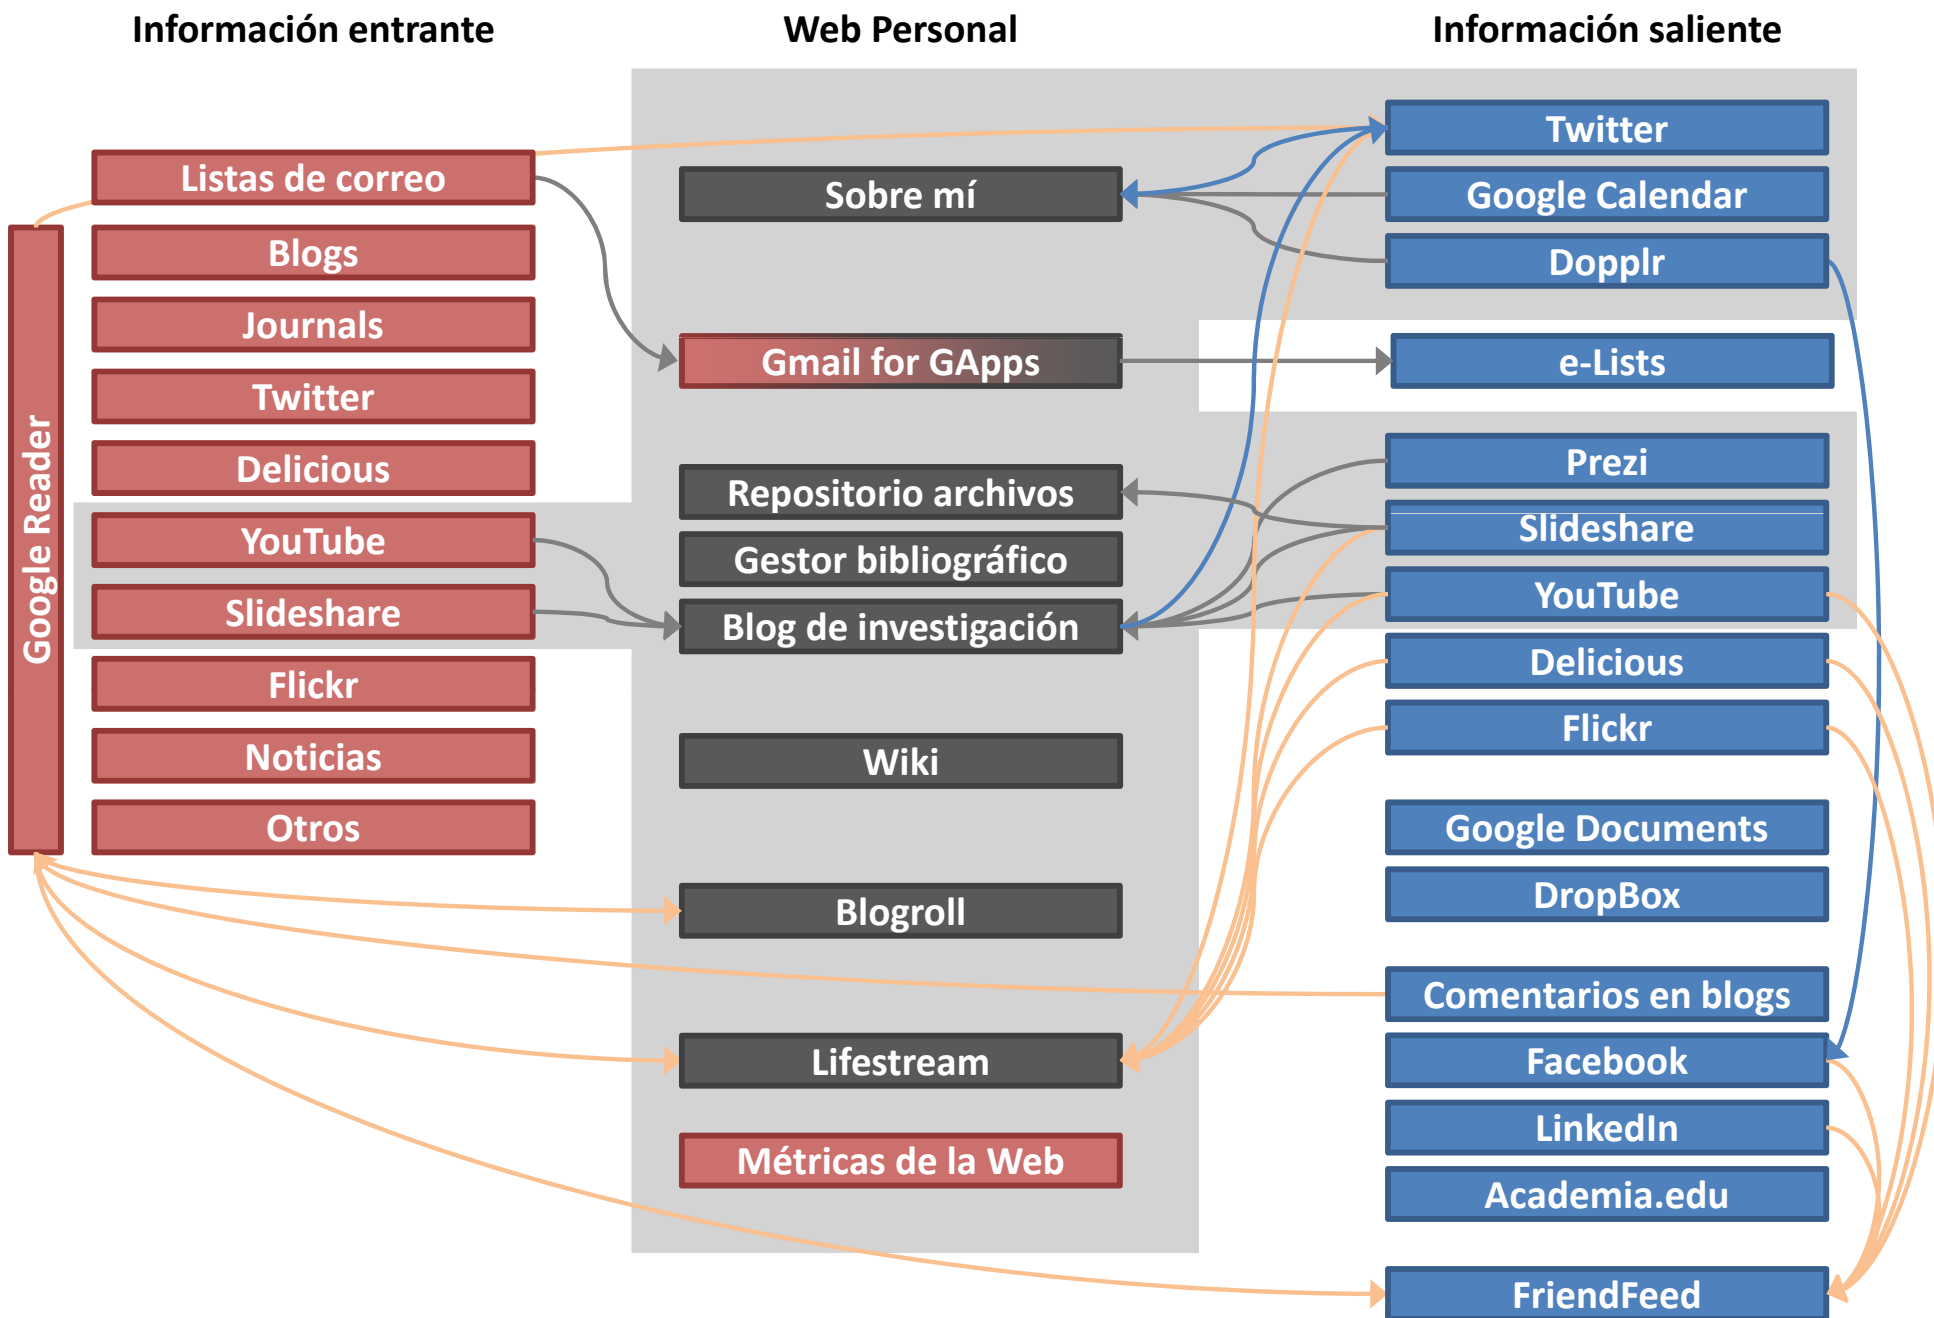 Información entrante
Web Personal
Información saliente
Google Reader
Listas de correo
Blogs
Journals
Twitter
Delicious
YouTube
Slideshare
Flickr
Noticias
Otros
Sobre mí
Gmail for GApps
Repositorio archivos
Gestor bibliográfico
Blog de investigación
Wiki
Blogroll
Lifestream
Métricas de la Web
Twitter
Google Calendar
Dopplr
e-Lists
Prezi
Slideshare
YouTube
Delicious
Flickr
Google Documents
DropBox
Comentarios en blogs
Facebook
LinkedIn
Academia.edu
FriendFeed